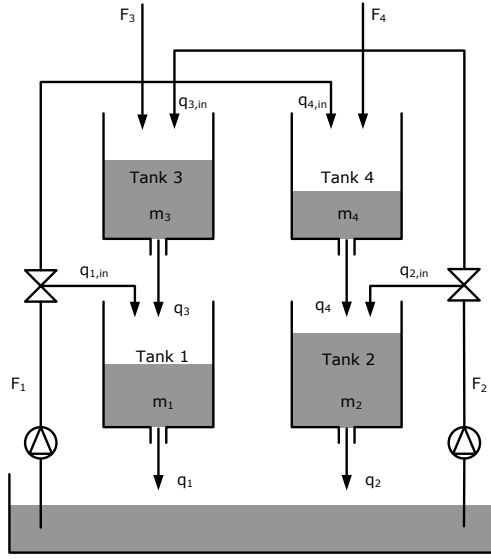 F3 F4
q3,in q4,in
Tank 3 Tank 4
m3 m4
q1,in q2,in
q3 q4
Tank 1 Tank 2
F1 F2
m1 m2
q1 q2